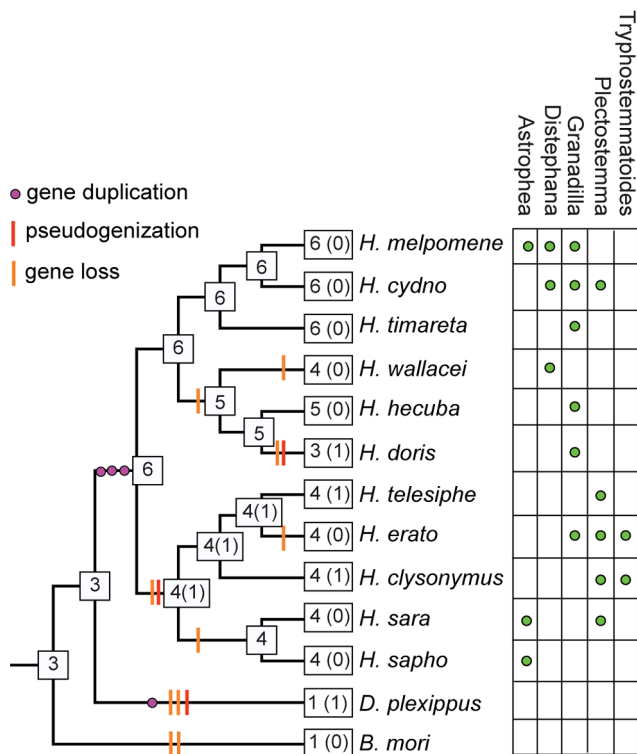 Astrophea
Distephana
Granadilla
Plectostemma
Tryphostemmatoides
gene duplication
pseudogenization
gene loss
6 (0) H. melpomene
6
6 (0) H. cydno
6
6 (0) H. timareta
6
4 (0) H. wallacei
5
5 (0) H. hecuba
5
3 (1) H. doris
6
4 (1) H. telesiphe
4(1)
4 (0) H. erato
4(1)
4 (1) H. clysonymus
3
4(1)
4 (0) H. sara
4
4 (0) H. sapho
3
1 (1) D. plexippus
1 (0) B. mori